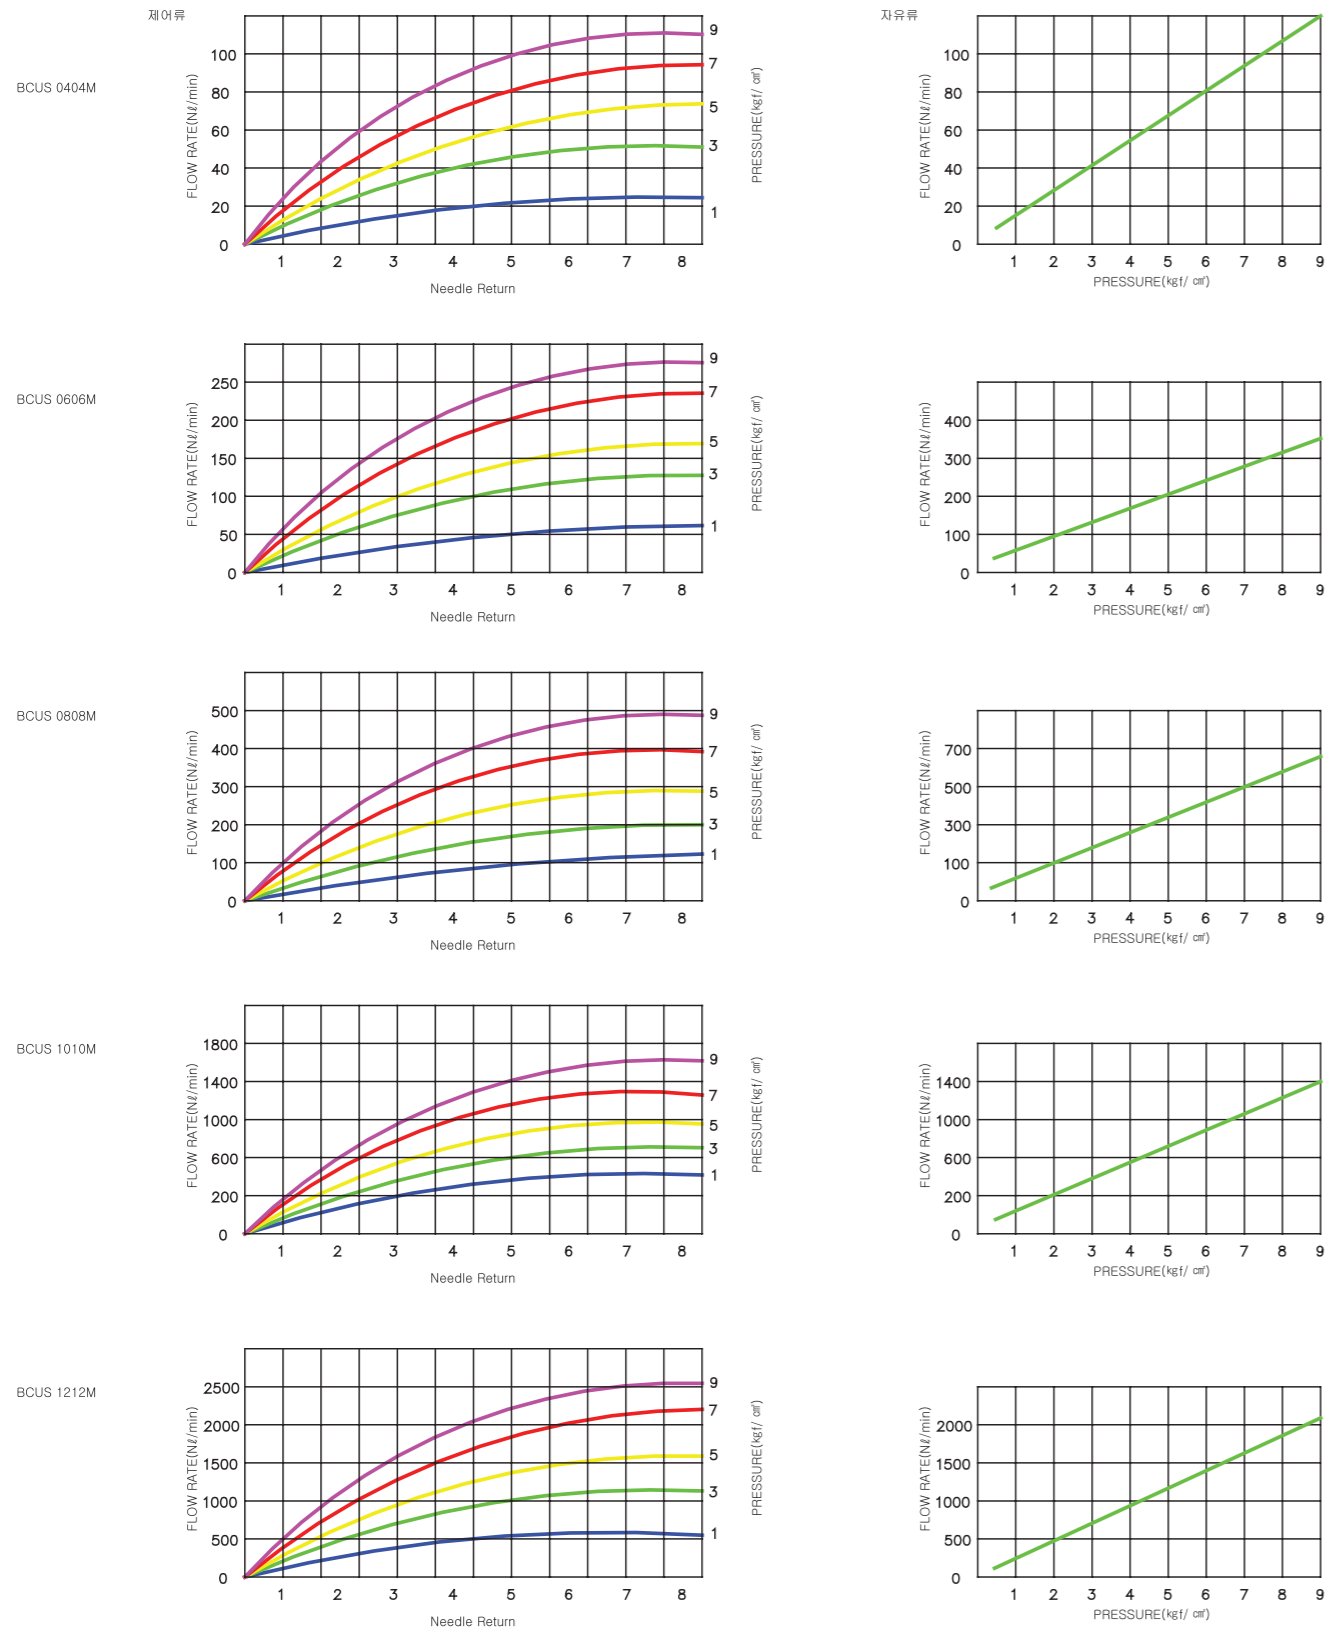 제어류
자유류
BCUS 0404M
FLOW RATE(Nℓ/min)
100
80
60
40
20
0
1 2 3 4 5 6 7 8
Needle Return
9
7
5
3
1
PRESSURE(kgf/㎠)
FLOW RATE(Nℓ/min)
100
80
60
40
20
0
1 2 3 4 5 6 7 8 9
PRESSURE(kgf/㎠)
BCUS 0606M
FLOW RATE(Nℓ/min)
250
200
150
100
50
0
1 2 3 4 5 6 7 8
Needle Return
9
7
5
3
1
PRESSURE(kgf/㎠)
FLOW RATE(Nℓ/min)
400
300
200
100
0
1 2 3 4 5 6 7 8 9
PRESSURE(kgf/㎠)
BCUS 0808M
FLOW RATE(Nℓ/min)
500
400
300
200
100
0
1 2 3 4 5 6 7 8
Needle Return
9
7
5
3
1
PRESSURE(kgf/㎠)
FLOW RATE(Nℓ/min)
700
500
300
100
0
1 2 3 4 5 6 7 8 9
PRESSURE(kgf/㎠)
BCUS 1010M
FLOW RATE(Nℓ/min)
1800
1400
1000
600
200
0
1 2 3 4 5 6 7 8
Needle Return
9
7
5
3
1
PRESSURE(kgf/㎠)
FLOW RATE(Nℓ/min)
1400
1000
600
200
0
1 2 3 4 5 6 7 8 9
PRESSURE(kgf/㎠)
BCUS 1212M
FLOW RATE(Nℓ/min)
2500
2000
1500
1000
500
0
1 2 3 4 5 6 7 8
Needle Return
9
7
5
3
1
PRESSURE(kgf/㎠)
FLOW RATE(Nℓ/min)
2000
1500
1000
500
0
1 2 3 4 5 6 7 8 9
PRESSURE(kgf/㎠)